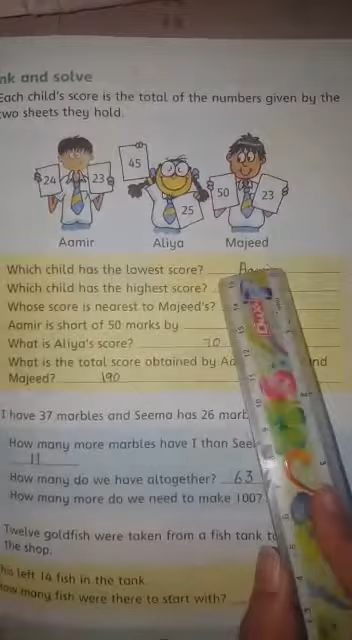 nk and solve
Each child's score is the total of the numbers given by the
two sheets they hold.
24 23 45 25 50 23
Aamir Aliya Majeed
Which child has the lowest score?
Which child has the highest score?
Whose score is nearest to Majeed's?
Aamir is short of 50 marks by
What is Aliya's score? 70
What is the total score obtained by Aa nd
Majeed? 190
I have 37 marbles and Seema has 26 marb
How many more marbles have I than See
11
How many do we have altogether? 63
How many more do we need to make 100?
Twelve goldfish were taken from a fish tank to
the shop.
his left 14 fish in the tank.
ow many fish were there to start with?